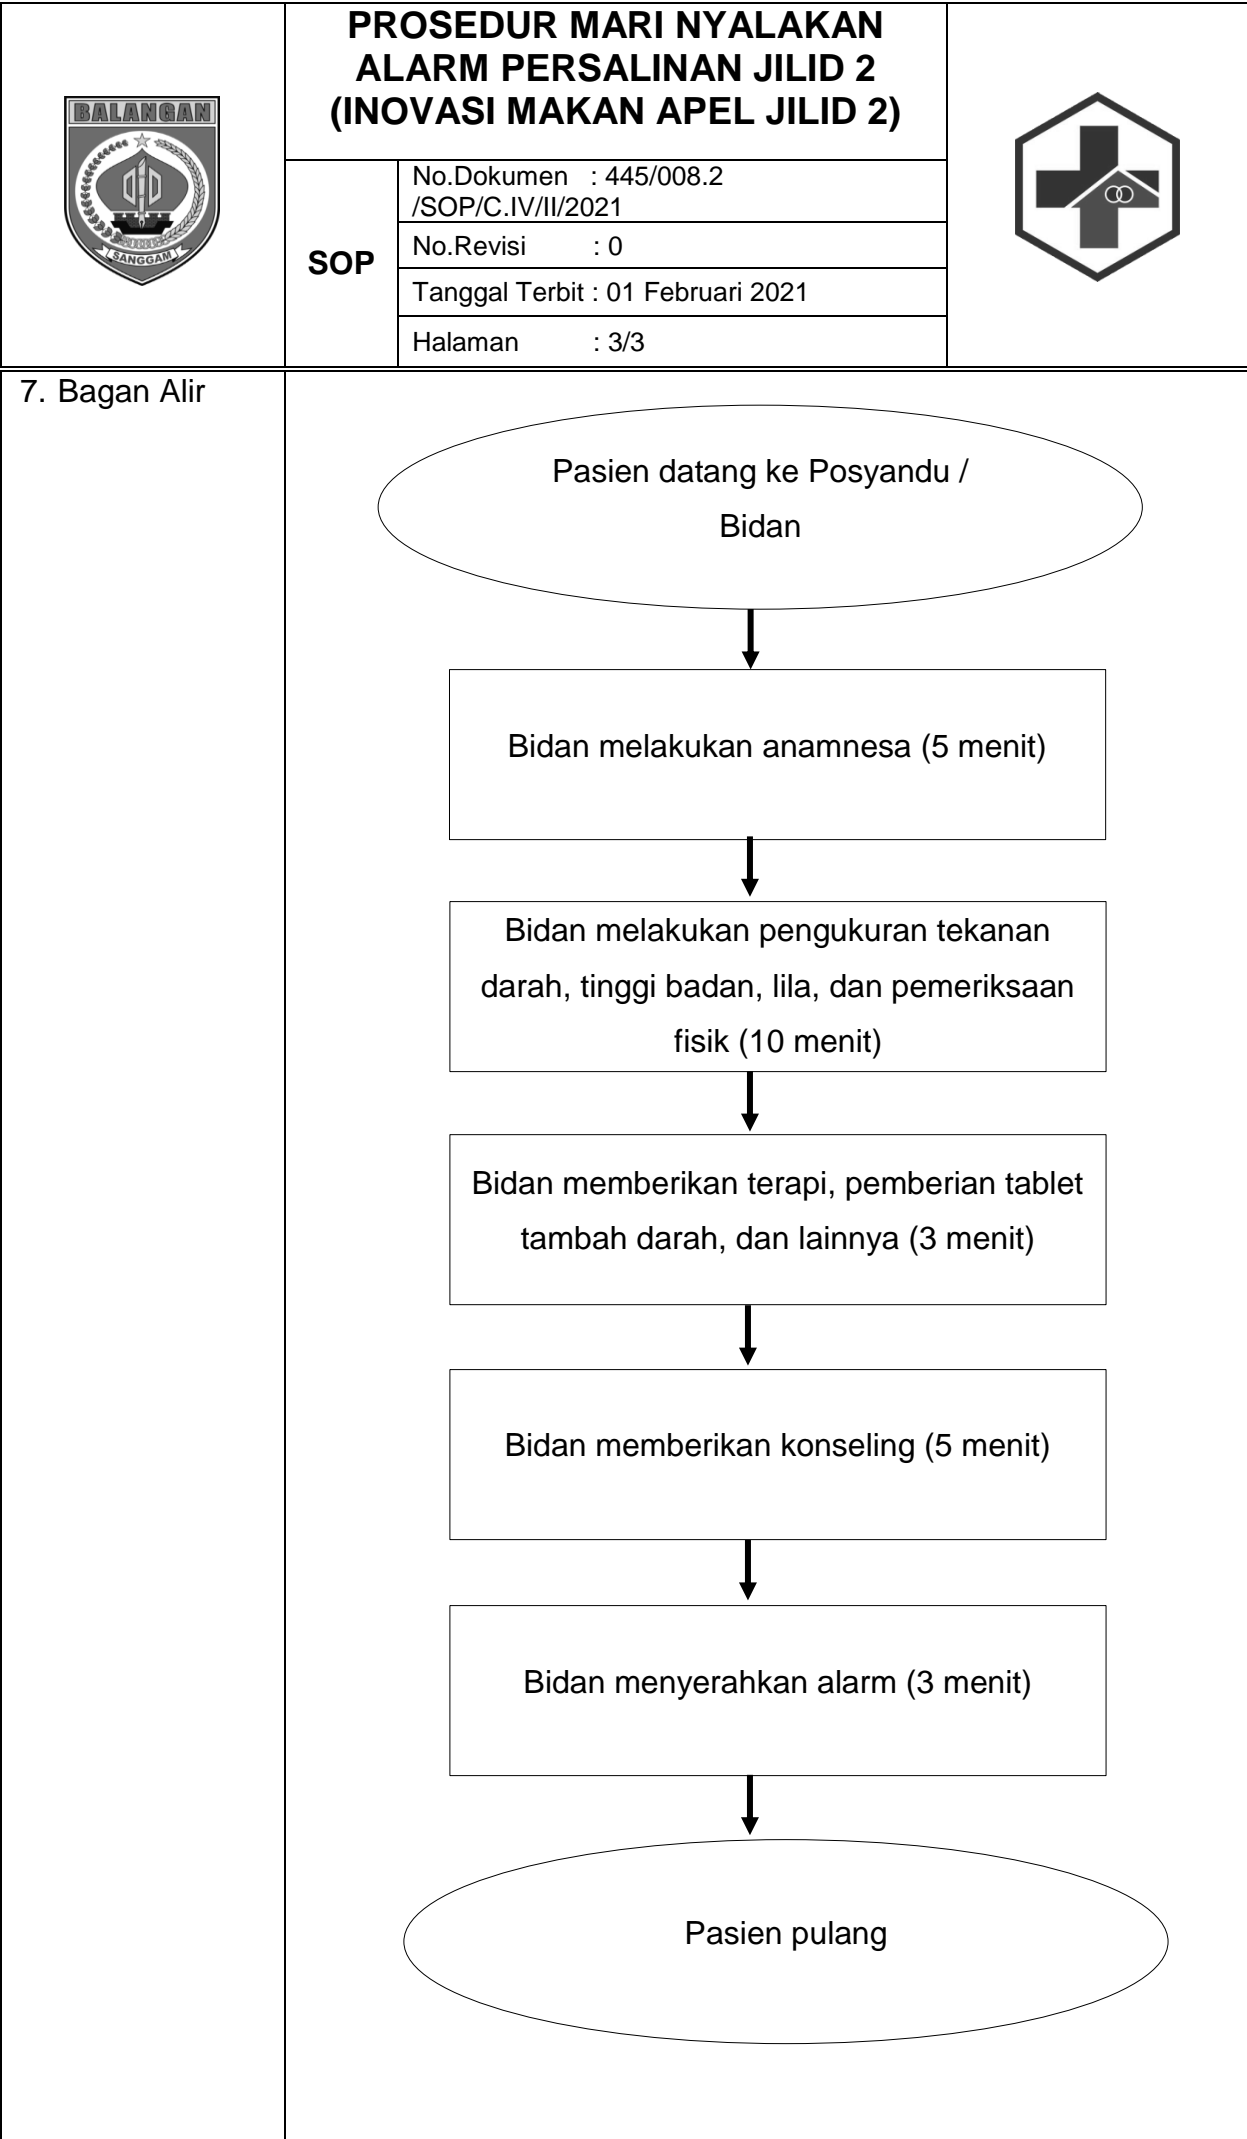 BALANGAN
SANGGAM
PROSEDUR MARI NYALAKAN
ALARM PERSALINAN JILID 2
(INOVASI MAKAN APEL JILID 2)
SOP
No.Dokumen : 445/008.2
/SOP/C.IV/II/2021
No.Revisi : 0
Tanggal Terbit : 01 Februari 2021
Halaman : 3/3
7. Bagan Alir
Pasien datang ke Posyandu /
Bidan
Bidan melakukan anamnesa (5 menit)
Bidan melakukan pengukuran tekanan
darah, tinggi badan, lila, dan pemeriksaan
fisik (10 menit)
Bidan memberikan terapi, pemberian tablet
tambah darah, dan lainnya (3 menit)
Bidan memberikan konseling (5 menit)
Bidan menyerahkan alarm (3 menit)
Pasien pulang